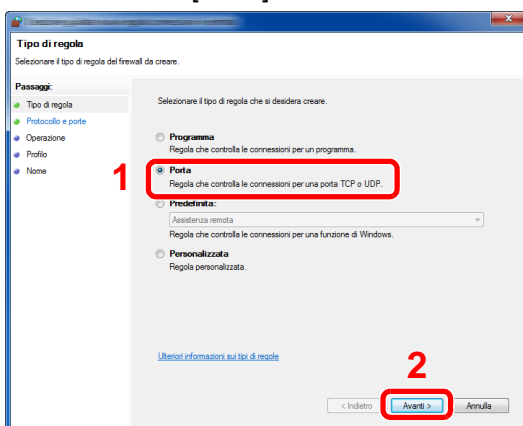 Tipo di regola
Selezionare il tipo di regola del firewall da creare.
Passaggi:
Tipo di regola
Protocollo e porte
Operazione
Profilo
Nome
Selezionare il tipo di regola che si desidera creare.
Programma
Regola che controlla le connessioni per un programma.
1
Porta
Regola che controlla le connessioni per una porta TCP o UDP.
Predefinita:
Assistenza remota
Regola che controlla le connessioni per una funzione di Windows.
Personalizzata
Regola personalizzata.
Ulteriori informazioni sui tipi di regole
2
< Indietro
Avanti >
Annulla